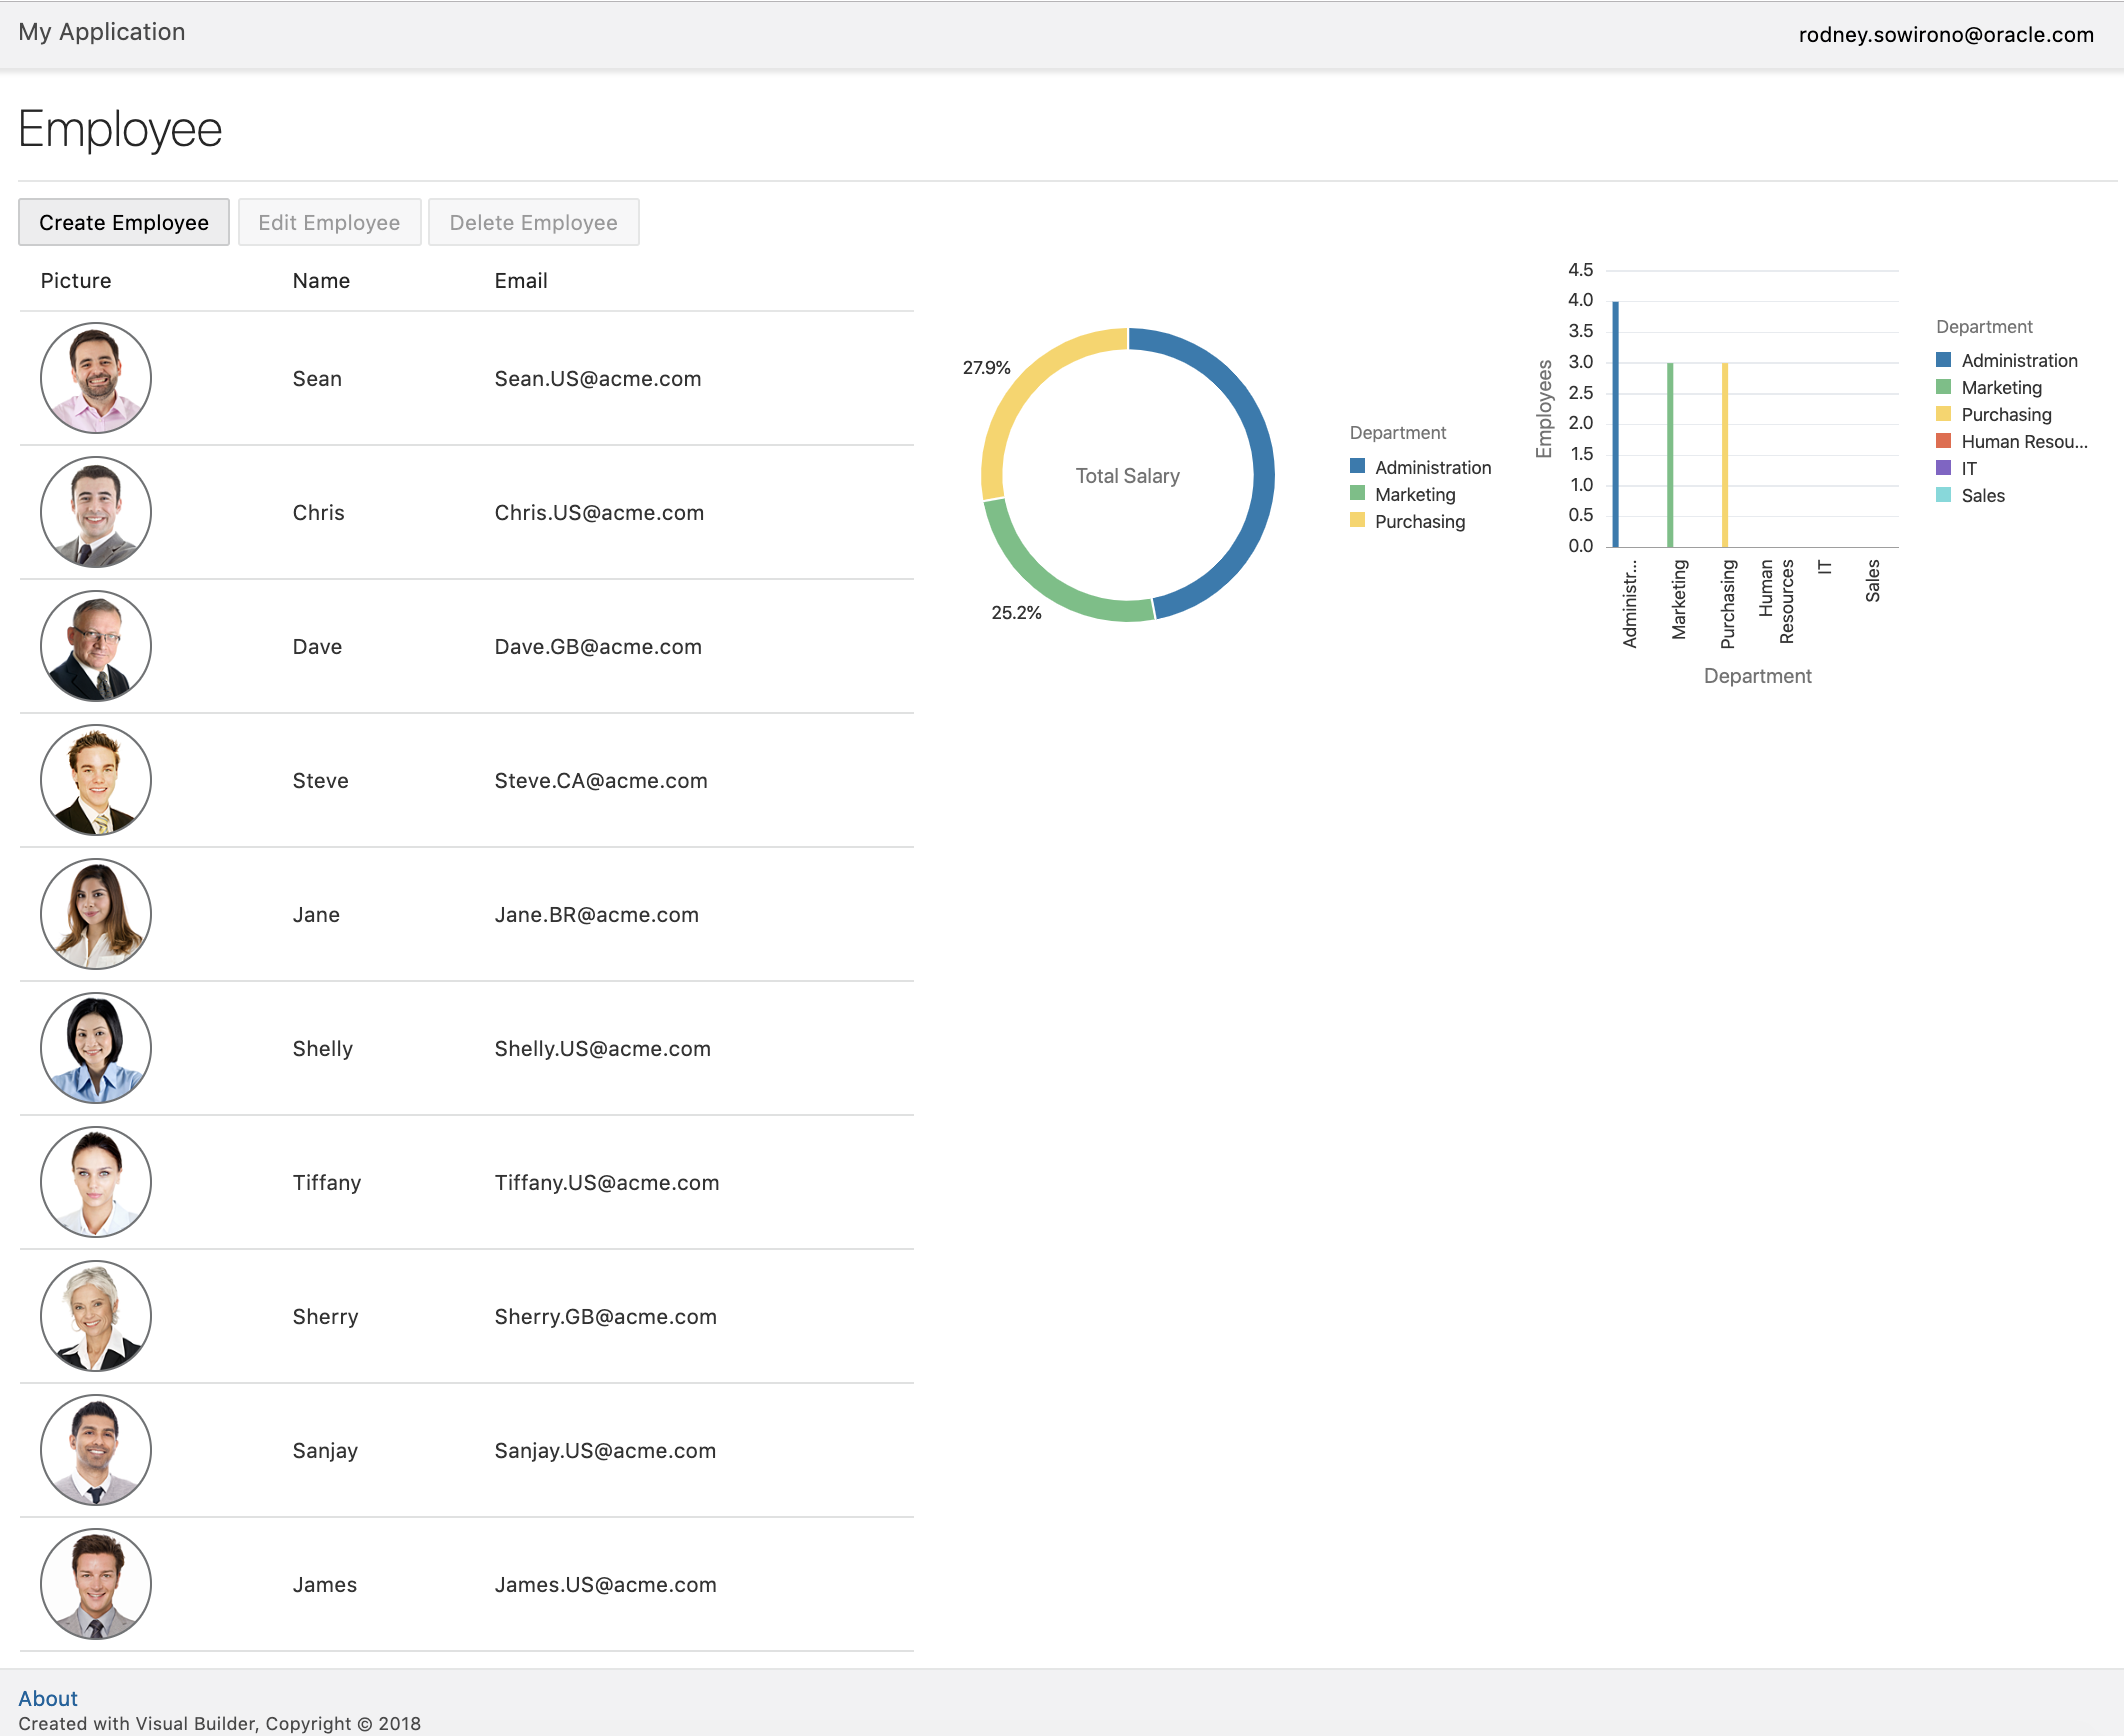 My Application
rodney.sowirono@oracle.com
Employee
Create Employee
Edit Employee
Delete Employee
Picture Name Email
Sean Sean.US@acme.com
Chris Chris.US@acme.com
Dave Dave.GB@acme.com
Steve Steve.CA@acme.com
Jane Jane.BR@acme.com
Shelly Shelly.US@acme.com
Tiffany Tiffany.US@acme.com
Sherry Sherry.GB@acme.com
Sanjay Sanjay.US@acme.com
James James.US@acme.com
27.9%
25.2%
Total Salary
Department
Administration
Marketing
Purchasing
Employees
4.5
4.0
3.5
3.0
2.5
2.0
1.5
1.0
0.5
0.0
Administr...
Marketing
Purchasing
Human
Resources
IT
Sales
Department
Department
Administration
Marketing
Purchasing
Human Resou...
IT
Sales
About
Created with Visual Builder, Copyright © 2018